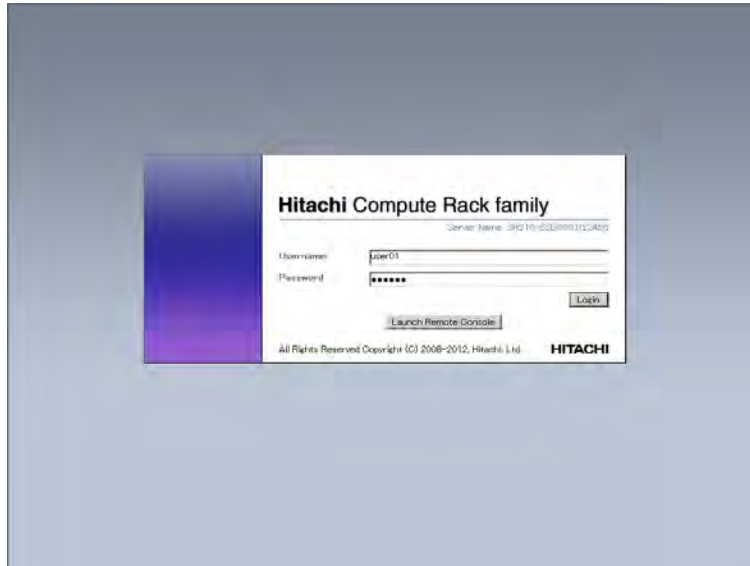 Hitachi Compute Rack family
Server Name
Username user01
Password ••••••
Login
Launch Remote Console
All Rights Reserved Copyright (C) 2008-2012, Hitachi, Ltd. HITACHI